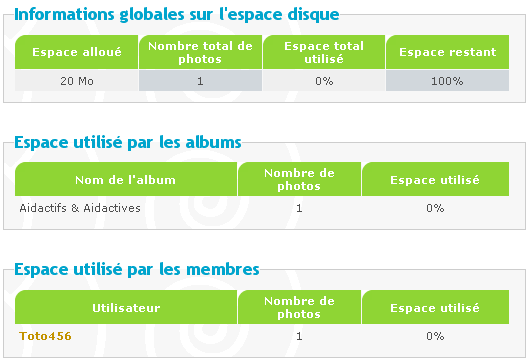 Informations globales sur l'espace disque
Espace alloué Nombre total de photos Espace total utilisé Espace restant
20 Mo 1 0% 100%
Espace utilisé par les albums
Nom de l'album Nombre de photos Espace utilisé
Aidactifs & Aidactives 1 0%
Espace utilisé par les membres
Utilisateur Nombre de photos Espace utilisé
Toto456 1 0%